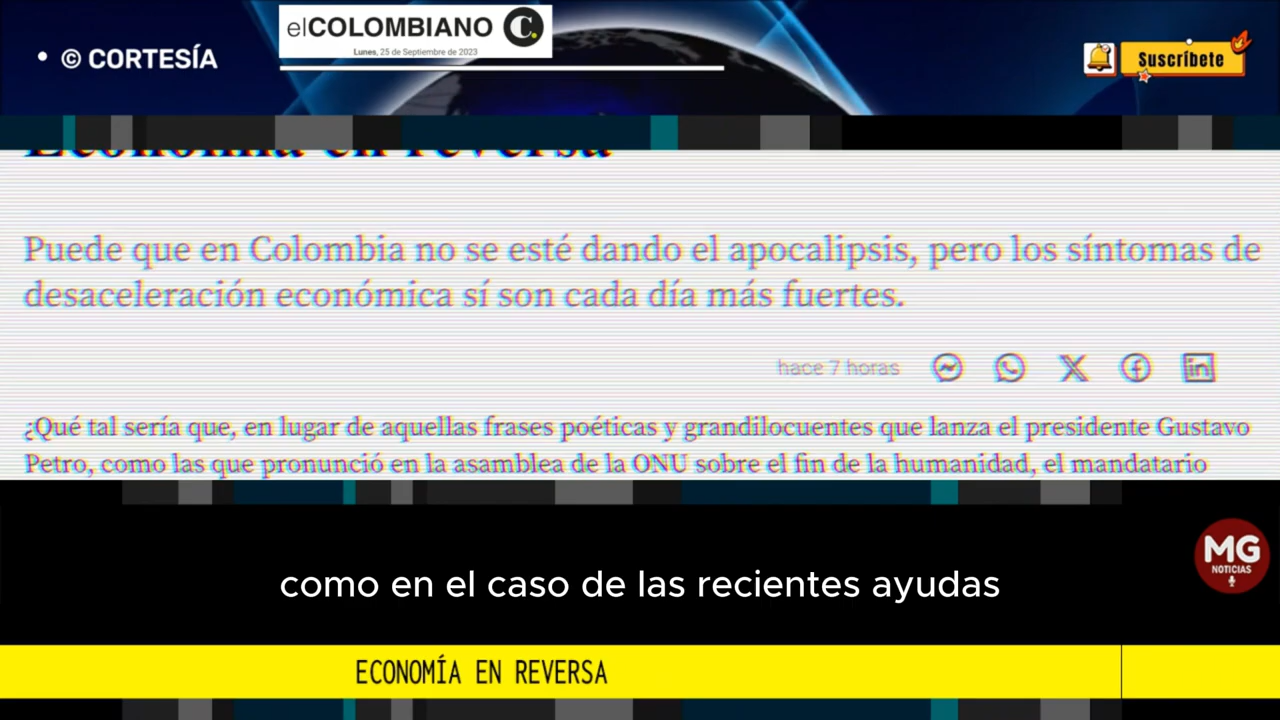 • © CORTESÍA
elCOLOMBIANO C.
Lunes, 25 de Septiembre de 2023
Suscríbete
Economía en reversa
Puede que en Colombia no se esté dando el apocalipsis, pero los síntomas de
desaceleración económica sí son cada día más fuertes.
hace 7 horas
¿Qué tal sería que, en lugar de aquellas frases poéticas y grandilocuentes que lanza el presidente Gustavo
Petro, como las que pronunció en la asamblea de la ONU sobre el fin de la humanidad, el mandatario
MG
NOTICIAS
como en el caso de las recientes ayudas
ECONOMÍA EN REVERSA